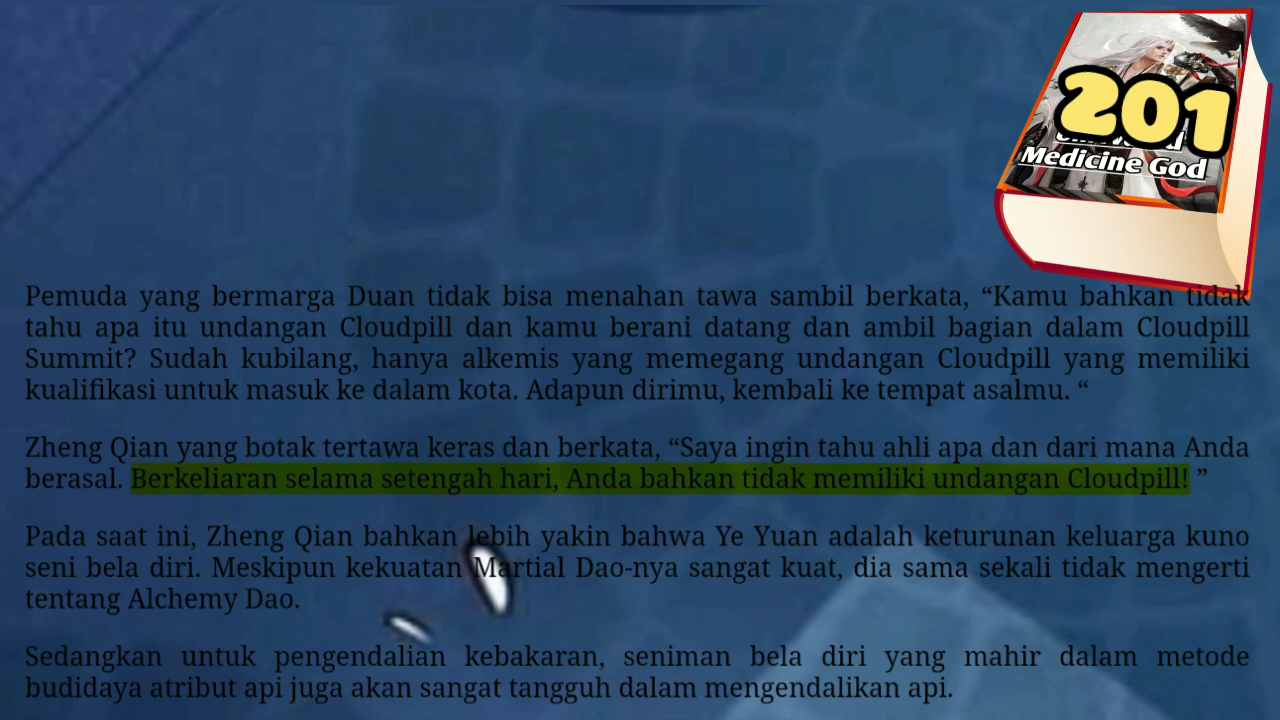 201
Medicine God
Pemuda yang bermarga Duan tidak bisa menahan tawa sambil berkata, “Kamu bahkan tidak
tahu apa itu undangan Cloudpill dan kamu berani datang dan ambil bagian dalam Cloudpill
Summit? Sudah kubilang, hanya alkemis yang memegang undangan Cloudpill yang memiliki
kualifikasi untuk masuk ke dalam kota. Adapun dirimu, kembali ke tempat asalmu. “
Zheng Qian yang botak tertawa keras dan berkata, “Saya ingin tahu ahli apa dan dari mana Anda
berasal. Berkeliaran selama setengah hari, Anda bahkan tidak memiliki undangan Cloudpill! ”
Pada saat ini, Zheng Qian bahkan lebih yakin bahwa Ye Yuan adalah keturunan keluarga kuno
seni bela diri. Meskipun kekuatan Martial Dao-nya sangat kuat, dia sama sekali tidak mengerti
tentang Alchemy Dao.
Sedangkan untuk pengendalian kebakaran, seniman bela diri yang mahir dalam metode
budidaya atribut api juga akan sangat tangguh dalam mengendalikan api.